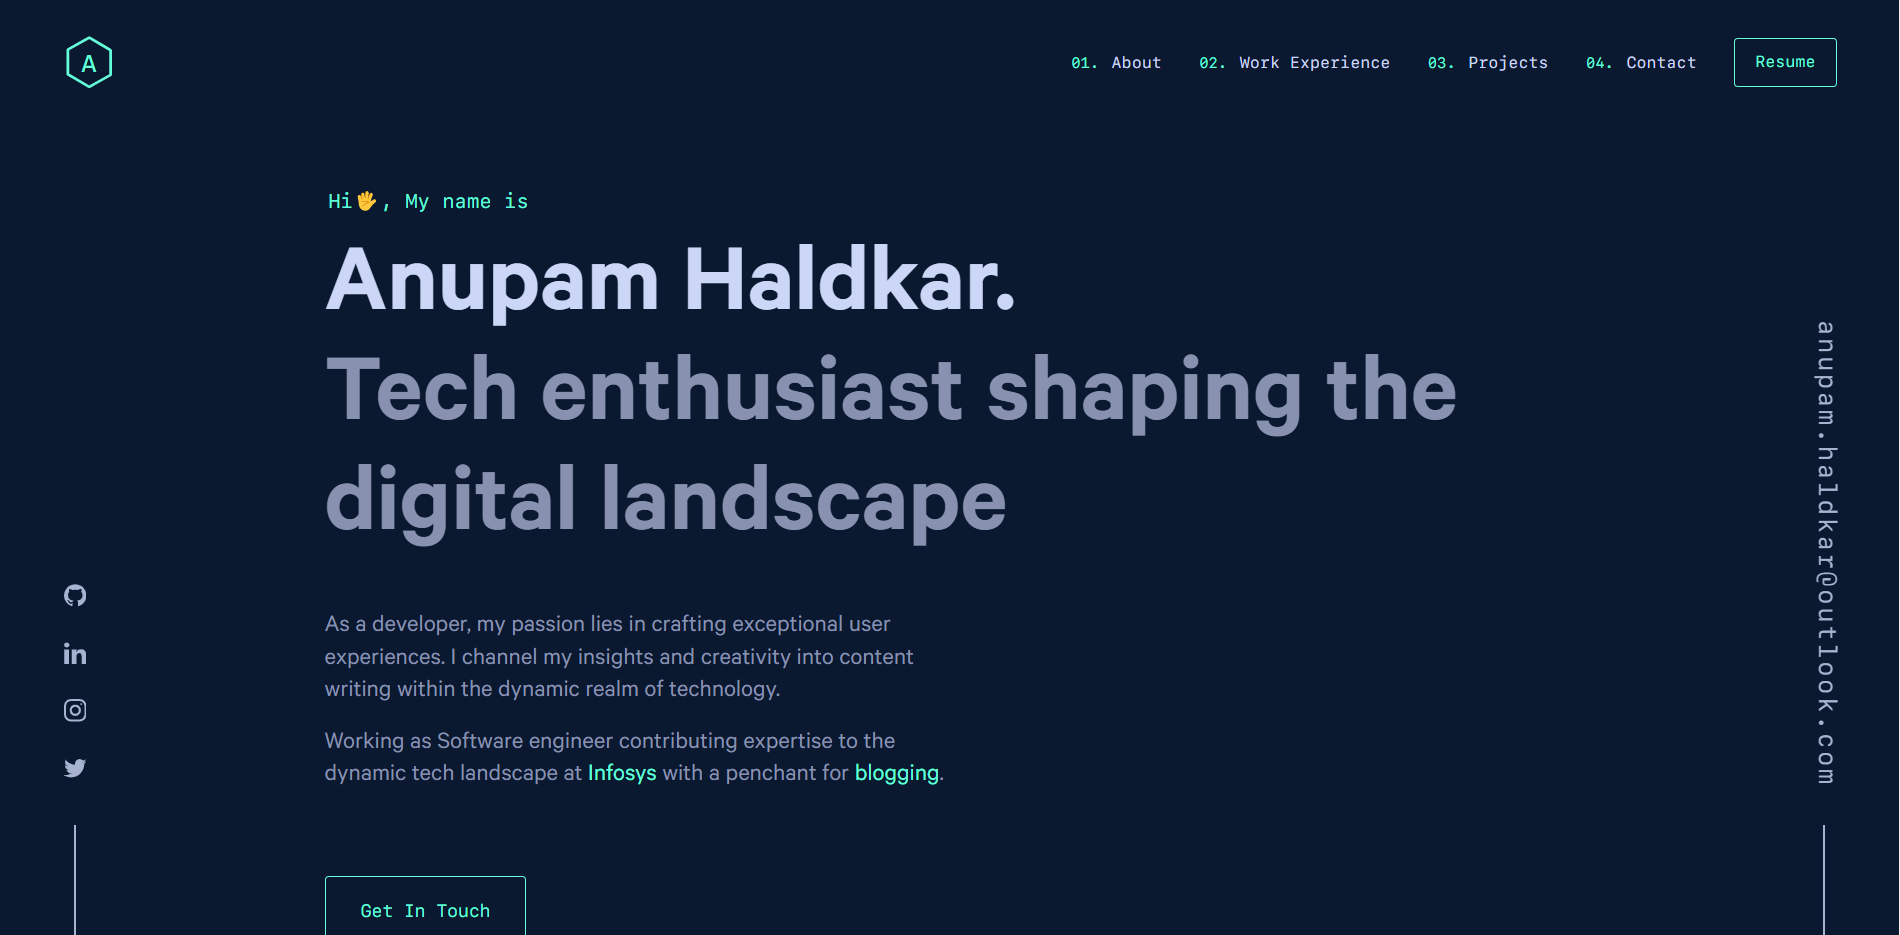 A
01. About 02. Work Experience 03. Projects 04. Contact Resume
Hi🖐, My name is
Anupam Haldkar.
Tech enthusiast shaping the
digital landscape
As a developer, my passion lies in crafting exceptional user
experiences. I channel my insights and creativity into content
writing within the dynamic realm of technology.
Working as Software engineer contributing expertise to the
dynamic tech landscape at Infosys with a penchant for blogging.
Get In Touch
in
anupam.haldkar@outlook.com